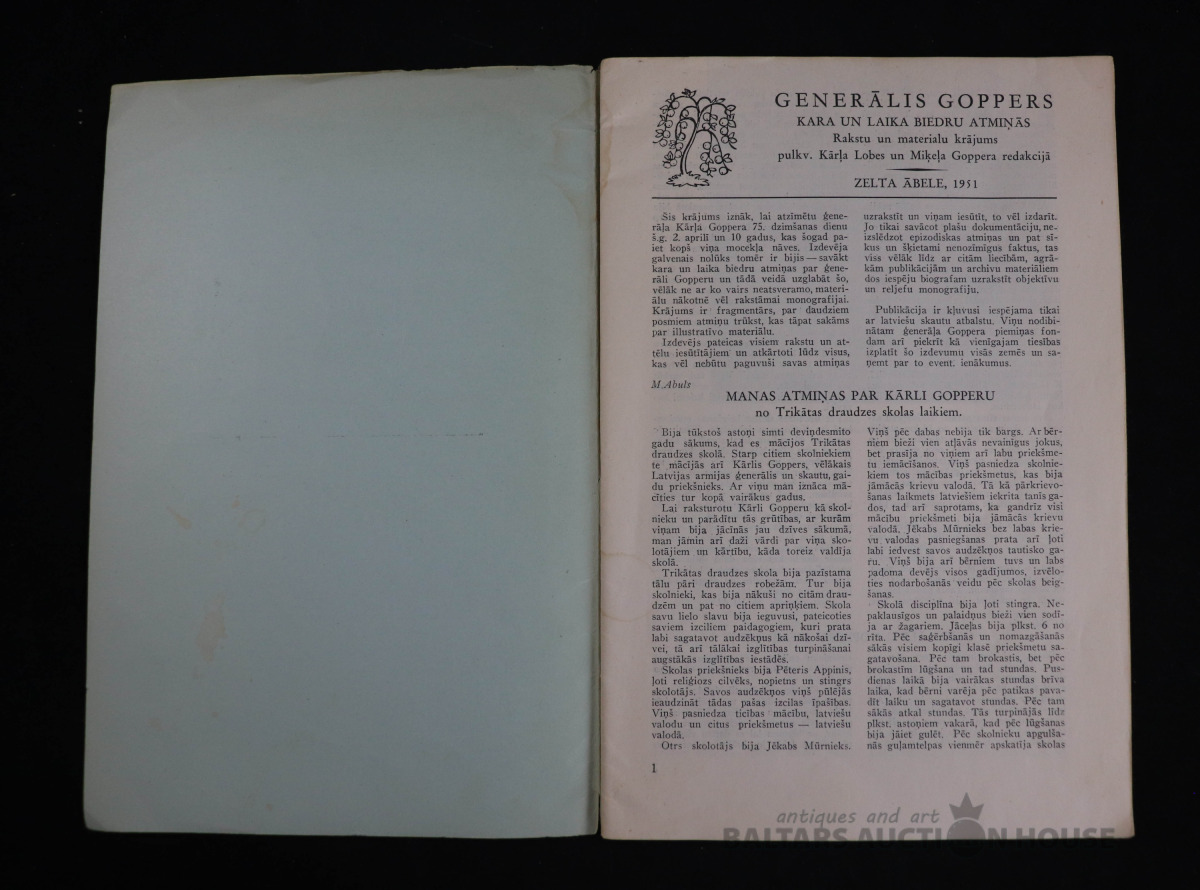 ĢENERĀLIS GOPPERS
KARA UN LAIKA BIEDRU ATMIŅĀS
Rakstu un materialu krājums
pulkv. Kārļa Lobes un Miķeļa Goppera redakcijā
ZELTA ĀBELE, 1951
Šis krājums iznāk, lai atzīmētu ģene-
rāļa Kārļa Goppera 75. dzimšanas dienu
š.g. 2. aprilī un 10 gadus, kas šogad pa-
iet kopš viņa mocekļa nāves. Izdevēja
galvenais nolūks tomēr ir bijis — savākt
kara un laika biedru atmiņas par ģene-
rāli Gopperu un tādā veidā uzglabāt šo,
vēlāk ne ar ko vairs neatsveramo, materi-
ālu nākotnē vēl rakstāmai monografijai.
Krājums ir fragmentārs, par daudziem
posmiem atmiņu trūkst, kas tāpat sakāms
par illustratīvo materiālu.
Izdevējs pateicas visiem rakstu un at-
tēlu iesūtītājiem un atkārtoti lūdz visus,
kas vēl nebūtu paguvuši savas atmiņas
uzrakstīt un viņam iesūtīt, to vēl izdarīt.
Jo tikai savācot plašu dokumentāciju, ne-
izslēdzot epizodiskas atmiņas un pat sī-
kus un šķietami nenozīmīgus faktus, tas
viss vēlāk līdz ar citām liecībām, agrā-
kām publikācijām un archivu materiāliem
dos iespēju biografam uzrakstīt objektīvu
un reljefu monografiju.
Publikācija ir kļuvusi iespējama tikai
ar latviešu skautu atbalstu. Viņu nodibi-
nātam ģenerāļa Goppera piemiņas fon-
dam arī piekrīt kā vienīgajam tiesības
izplatīt šo izdevumu visās zemēs un sa-
ņemt par to event. ienākumus.
M. Abuls
MANAS ATMIŅAS PAR KĀRLI GOPPERU
no Trikātas draudzes skolas laikiem.
Bija tūkstoš astoņi simti deviņdesmito
gadu sākums, kad es mācījos Trikātas
draudzes skolā. Starp citiem skolniekiem
te mācījās arī Kārlis Goppers, vēlākais
Latvijas armijas ģenerālis un skautu, gai-
du priekšnieks. Ar viņu man iznāca mā-
cīties tur kopā vairākus gadus.
Lai raksturotu Kārli Gopperu kā skol-
nieku un parādītu tās grūtības, ar kurām
viņam bija jācīnās jau dzīves sākumā,
man jāmin arī daži vārdi par viņa sko-
lotājiem un kārtību, kāda toreiz valdīja
skolā.
Trikātas draudzes skola bija pazīstama
tālu pāri draudzes robežām. Tur bija
skolnieki, kas bija nākuši no citām drau-
dzēm un pat no citiem apriņķiem. Skola
savu lielo slavu bija ieguvusi, pateicoties
saviem izciliem paidagogiem, kuri prata
labi sagatavot audzēkņus kā nākošai dzī-
vei, tā arī tālākai izglītības turpināšanai
augstākās izglītības iestādēs.
Skolas priekšnieks bija Pēteris Appinis,
ļoti reliģiozs cilvēks, nopietns un stingrs
skolotājs. Savos audzēkņos viņš pūlējās
ieaudzināt tādas pašas izcilas īpašības.
Viņš pasniedza ticības mācību, latviešu
valodu un citus priekšmetus — latviešu
valodā.
Otrs skolotājs bija Jēkabs Mūrnieks.
Viņš pēc dabas nebija tik bargs. Ar bēr-
niem bieži vien atļāvās nevainīgus jokus,
bet prasīja no viņiem arī labu priekšme-
tu iemācīšanos. Viņš pasniedza skolnie-
kiem tos mācības priekšmetus, kas bija
jāmācās krievu valodā. Tā kā pārkrievo-
šanas laikmets latviešiem iekrita tanīs ga-
dos, tad arī saprotams, ka gandrīz visi
mācību priekšmeti bija jāmācās krievu
valodā. Jēkabs Mūrnieks bez labas krie-
vu valodas pasniegšanas prata arī ļoti
labi iedvest savos audzēkņos tautisko ga-
ru. Viņš bija arī bērniem tuvs un labs
padoma devējs visos gadījumos, izvēlo-
ties nodarbošanās veidu pēc skolas beig-
šanas.
Skolā disciplīna bija ļoti stingra. Ne-
paklausīgos un palaidņus bieži vien sodī-
ja ar žagariem. Jāceļas bija plkst. 6 no
rīta. Pēc saģērbšanās un nomazgāšanās
sākās visiem kopīgi klasē priekšmetu sa-
gatavošana. Pēc tam brokastis, bet pēc
brokastīm lūgšana un tad stundas. Pus-
dienas laikā bija vairākas stundas brīva
laika, kad bērni varēja pēc patikas pava-
dīt laiku un sagatavot stundas. Pēc tam
sākās atkal stundas. Tās turpinājās līdz
plkst. astoņiem vakarā, kad pēc lūgšanas
bija jāiet gulēt. Pēc skolnieku apgulša-
nās guļamtelpas vienmēr apskatīja skolas
1
antiques and art
BALTARS AUCTION HOUSE